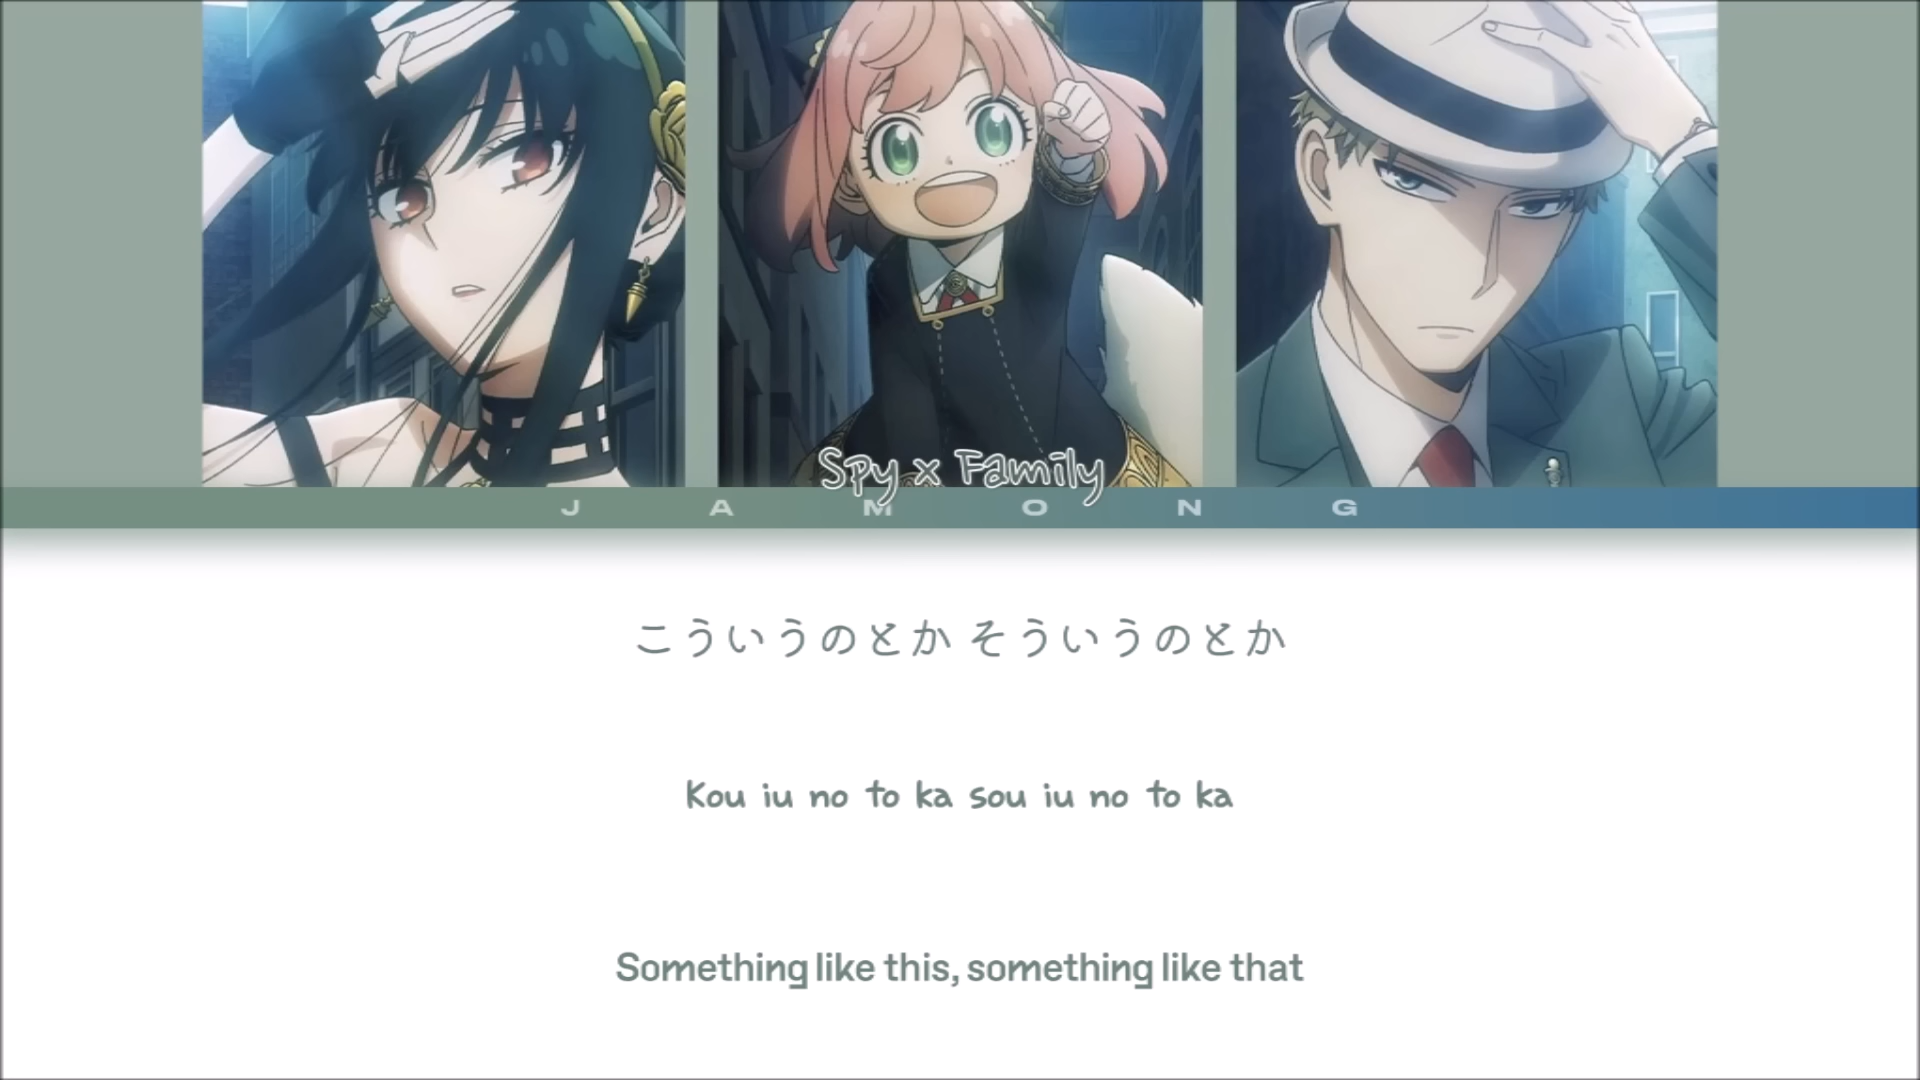 Spy x Family
JAMONG
こういうのとか そういうのとか
Kou iu no to ka sou iu no to ka
Something like this, something like that